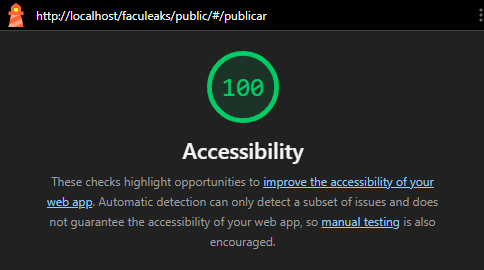 http://localhost/faculeaks/public/#/publicar
100
Accessibility
These checks highlight opportunities to improve the accessibility of your
web app. Automatic detection can only detect a subset of issues and does
not guarantee the accessibility of your web app, so manual testing is also
encouraged.